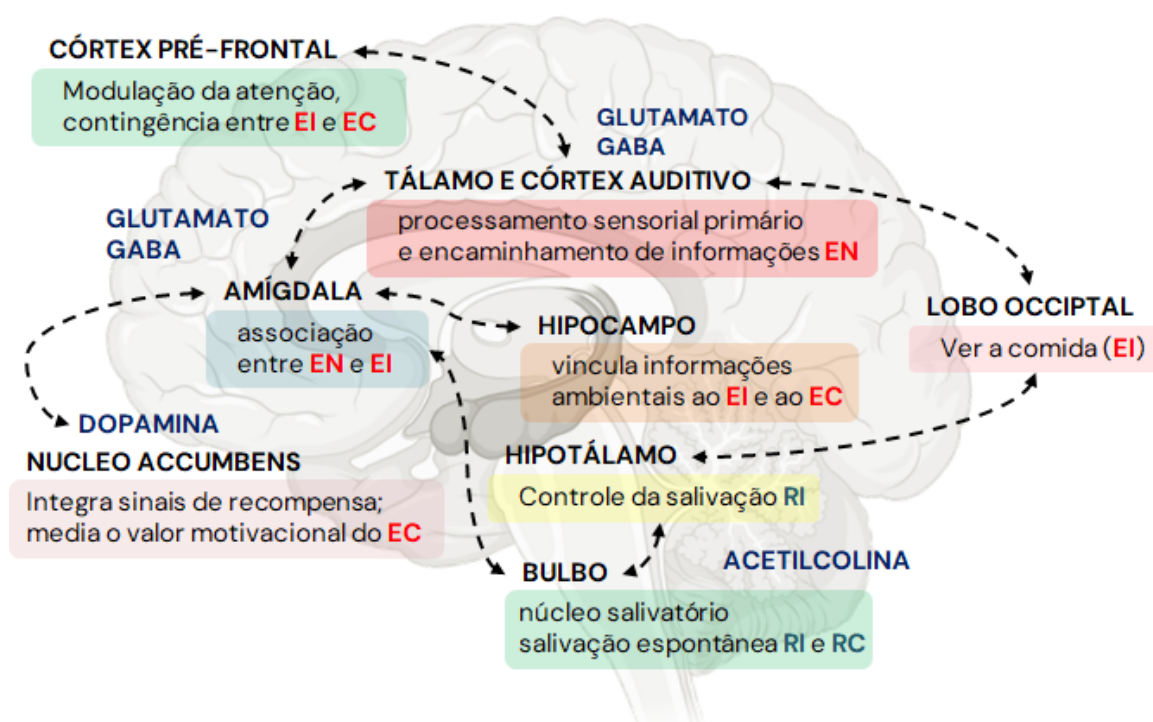 CÓRTEX PRÉ-FRONTAL
Modulação da atenção,
contingência entre EI e EC
GLUTAMATO
GABA
TÁLAMO E CÓRTEX AUDITIVO
processamento sensorial primário
e encaminhamento de informações EN
GLUTAMATO
GABA
AMÍGDALA
associação
entre EN e EI
HIPOCAMPO
vincula informações
ambientais ao EI e ao EC
LOBO OCCIPTAL
Ver a comida (EI)
DOPAMINA
NUCLEO ACCUMBENS
Integra sinais de recompensa;
media o valor motivacional do EC
HIPOTÁLAMO
Controle da salivação RI
ACETILCOLINA
BULBO
núcleo salivatório
salivação espontânea RI e RC